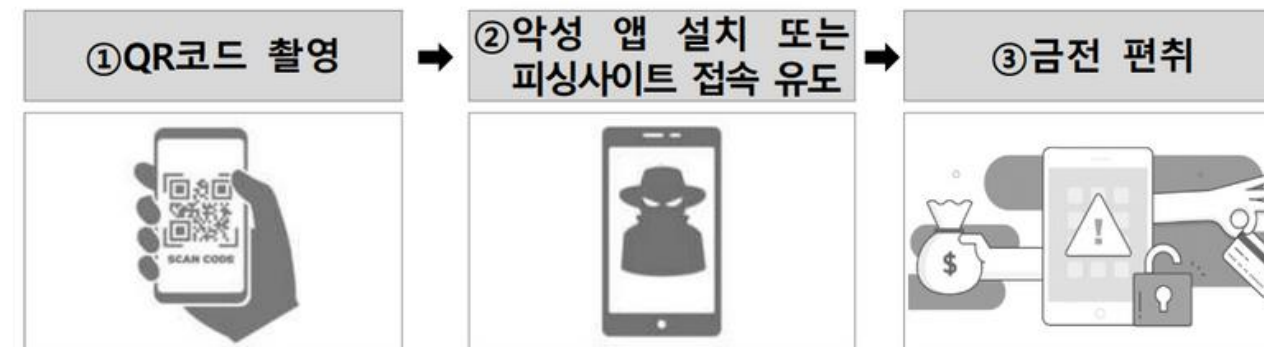 ①QR코드 촬영
②악성 앱 설치 또는
피싱사이트 접속 유도
③금전 편취
SCAN CODE
$
!